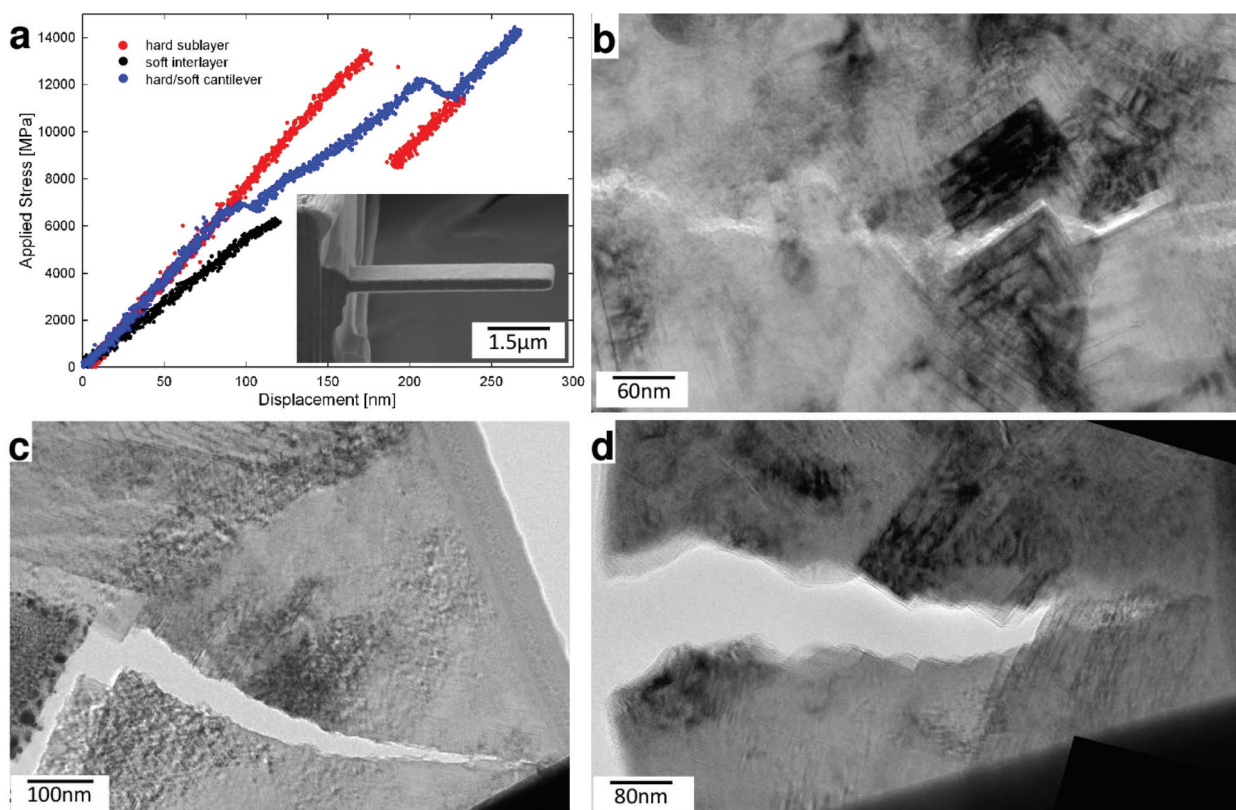 a
14000
12000
10000
8000
6000
4000
2000
0
Applied Stress [MPa]
hard sublayer
soft interlayer
hard/soft cantilever
1.5µm
0 50 100 150 200 250 300
Displacement [nm]
b
60nm
c
100nm
d
80nm